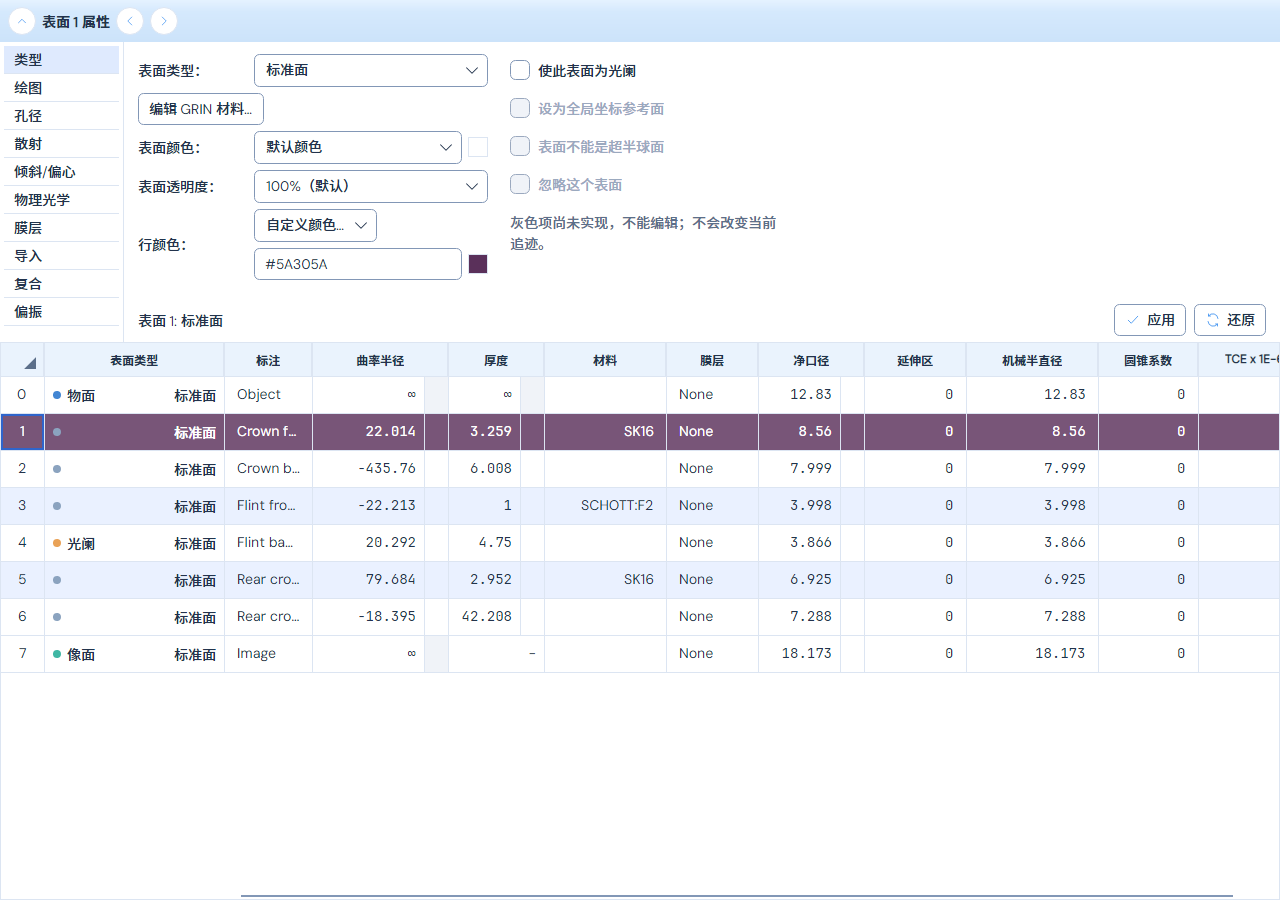 表面 1 属性
类型
绘图
孔径
散射
倾斜/偏心
物理光学
膜层
导入
复合
偏振
表面类型：
标准面
使此表面为光阑
编辑 GRIN 材料...
设为全局坐标参考面
表面颜色：
默认颜色
表面不能是超半球面
表面透明度：
100%（默认）
忽略这个表面
行颜色：
自定义颜色...
灰色项尚未实现，不能编辑；不会改变当前
追迹。
#5A305A
表面 1: 标准面
应用
还原
表面类型 标注 曲率半径 厚度 材料 膜层 净口径 延伸区 机械半直径 圆锥系数 TCE x 1E-6
0 物面 标准面 Object ∞ ∞ None 12.83 0 12.83 0
1 标准面 Crown f... 22.014 3.259 SK16 None 8.56 0 8.56 0
2 标准面 Crown b... -435.76 6.008 None 7.999 0 7.999 0
3 标准面 Flint fro... -22.213 1 SCHOTT:F2 None 3.998 0 3.998 0
4 光阑 标准面 Flint ba... 20.292 4.75 None 3.866 0 3.866 0
5 标准面 Rear cro... 79.684 2.952 SK16 None 6.925 0 6.925 0
6 标准面 Rear cro... -18.395 42.208 None 7.288 0 7.288 0
7 像面 标准面 Image ∞ – None 18.173 0 18.173 0